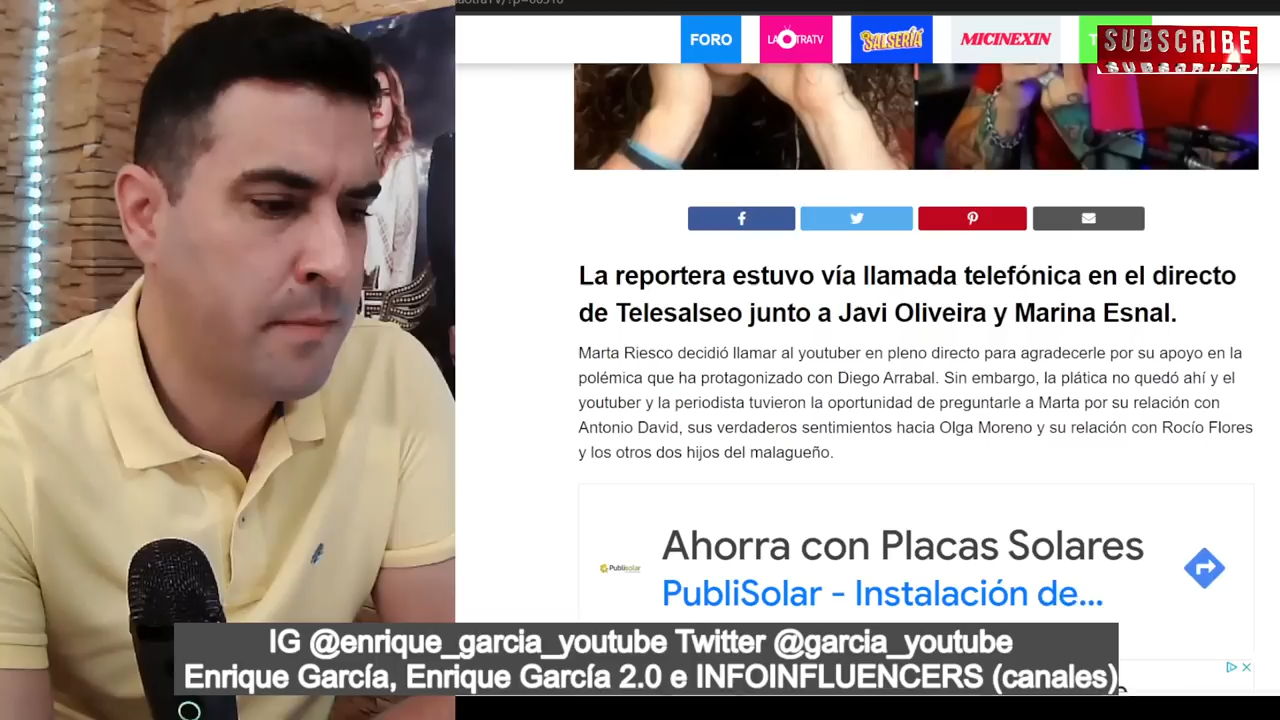 FORO
LAOTRATV
SALSERÍA
MICINEXIN
SUBSCRIBE
La reportera estuvo vía llamada telefónica en el directo
de Telesalseo junto a Javi Oliveira y Marina Esnal.
Marta Riesco decidió llamar al youtuber en pleno directo para agradecerle por su apoyo en la
polémica que ha protagonizado con Diego Arrabal. Sin embargo, la plática no quedó ahí y el
youtuber y la periodista tuvieron la oportunidad de preguntarle a Marta por su relación con
Antonio David, sus verdaderos sentimientos hacia Olga Moreno y su relación con Rocío Flores
y los otros dos hijos del malagueño.
Ahorra con Placas Solares
Publisolar
PubliSolar - Instalación de...
IG @enrique_garcia_youtube Twitter @garcia_youtube
Enrique García, Enrique García 2.0 e INFOINFLUENCERS (canales)